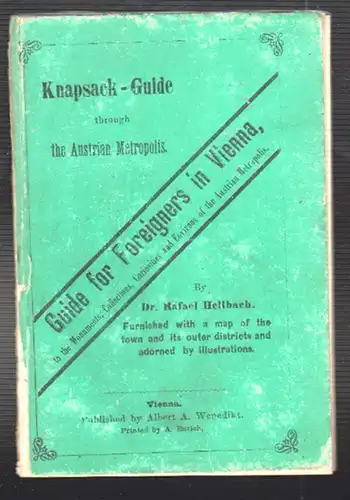 Knapsack-Guide
through
the Austrian Metropolis.
Guide for Foreigners in Vienna,
to the Monuments, Collections, Curiosities and Environs of the Austrian Metropolis.
By
Dr. Rafael Hellbach.
Furnished with a map of the
town and its outer districts and
adorned by illustrations.
Vienna.
Published by Albert A. Wenedikt.
Printed by A.